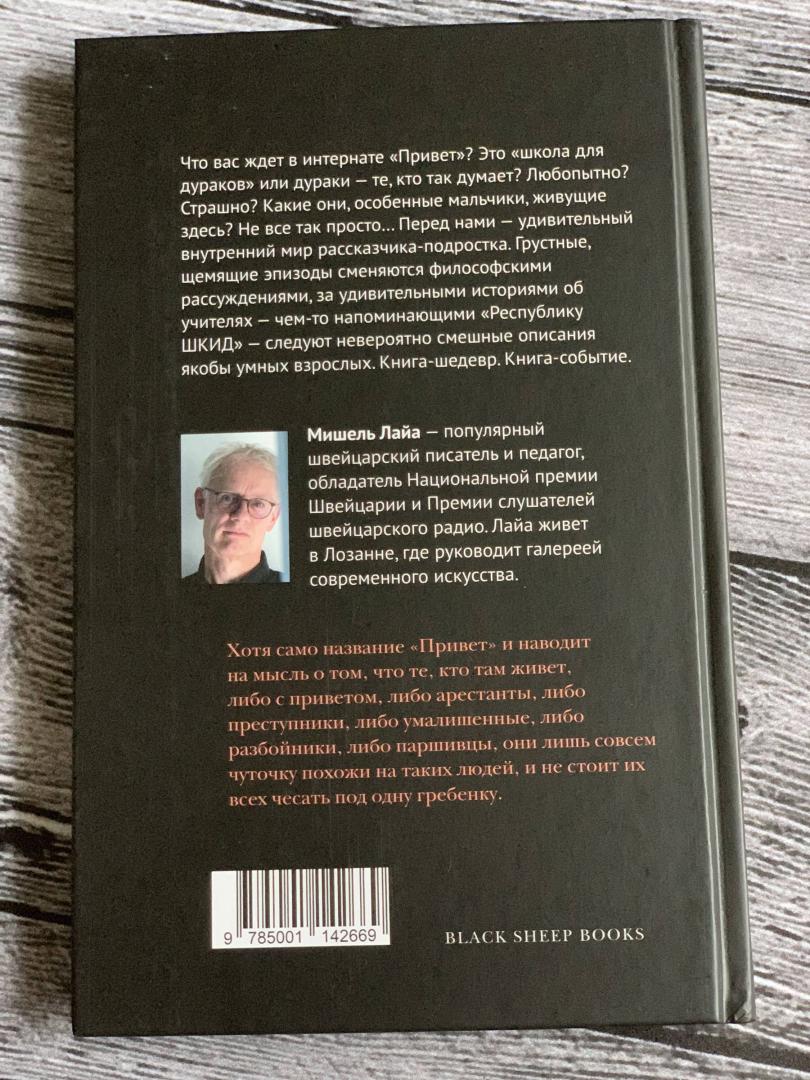 Что вас ждет в интернате «Привет»? Это «школа для
дураков» или дураки — те, кто так думает? Любопытно?
Страшно? Какие они, особенные мальчики, живущие
здесь? Не все так просто... Перед нами — удивительный
внутренний мир рассказчика-подростка. Грустные,
щемящие эпизоды сменяются философскими
рассуждениями, за удивительными историями об
учителях — чем-то напоминающими «Республику
ШКИД» — следуют невероятно смешные описания
якобы умных взрослых. Книга-шедевр. Книга-событие.
Мишель Лайа — популярный
швейцарский писатель и педагог,
обладатель Национальной премии
Швейцарии и Премии слушателей
швейцарского радио. Лайа живет
в Лозанне, где руководит галереей
современного искусства.
Хотя само название «Привет» и наводит
на мысль о том, что те, кто там живет,
либо с приветом, либо арестанты, либо
преступники, либо умалишенные, либо
разбойники, либо паршивцы, они лишь совсем
чуточку похожи на таких людей, и не стоит их
всех чесать под одну гребенку.
9 785001 142669
BLACK SHEEP BOOKS